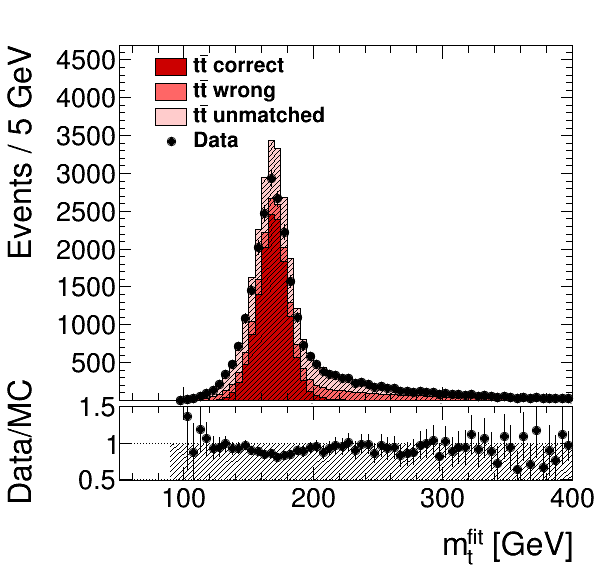 Events / 5 GeV
4500
4000
3500
3000
2500
2000
1500
1000
500
tt̄ correct
tt̄ wrong
tt̄ unmatched
Data
Data/MC
1.5
1
0.5
100 200 300 400
m_t^fit [GeV]